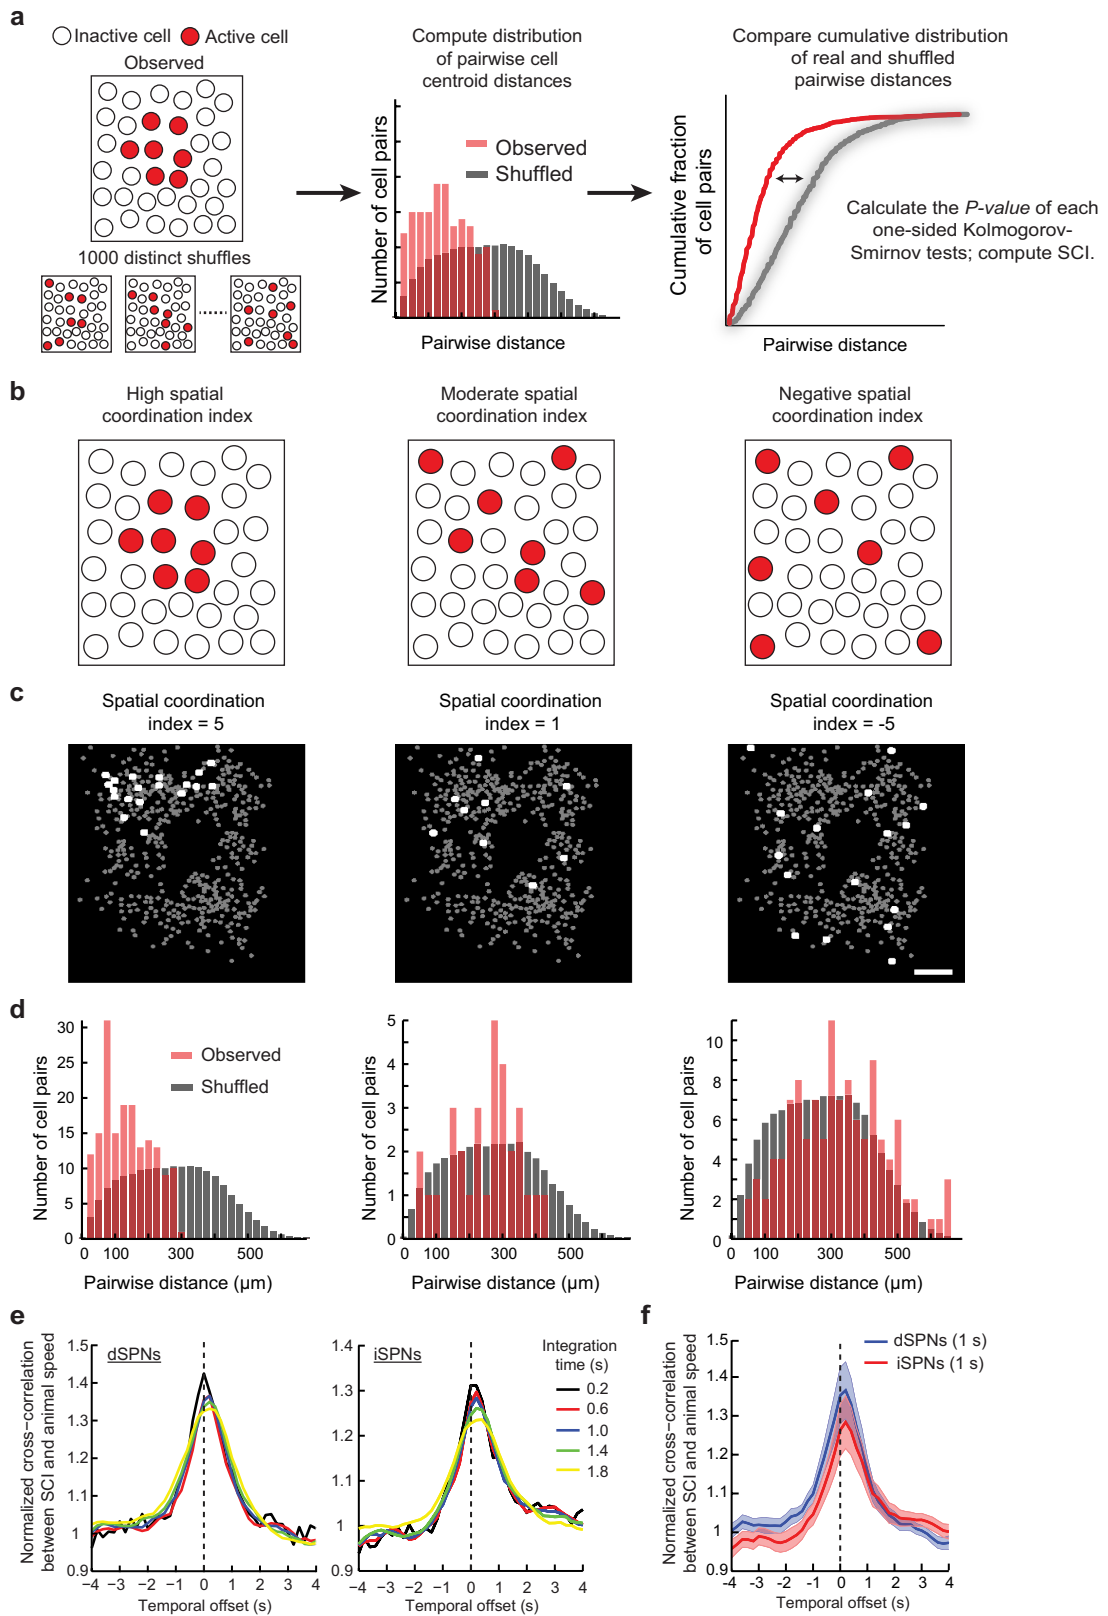 a
Inactive cell
Active cell
Observed
1000 distinct shuffles
Compute distribution
of pairwise cell
centroid distances
Number of cell pairs
Observed
Shuffled
Pairwise distance
Compare cumulative distribution
of real and shuffled
pairwise distances
Cumulative fraction
of cell pairs
Calculate the P-value of each
one-sided Kolmogorov-
Smirnov tests; compute SCI.
Pairwise distance
b
High spatial
coordination index
Moderate spatial
coordination index
Negative spatial
coordination index
c
Spatial coordination
index = 5
Spatial coordination
index = 1
Spatial coordination
index = -5
d
Number of cell pairs
30
25
20
15
10
5
0
Observed
Shuffled
0 100 300 500
Pairwise distance (µm)
Number of cell pairs
5
4
3
2
1
0
0 100 300 500
Pairwise distance (µm)
Number of cell pairs
10
8
6
4
2
0
0 100 300 500
Pairwise distance (µm)
e
Normalized cross−correlation
between SCI and animal speed
dSPNs
1.5
1.4
1.3
1.2
1.1
1
0.9
−4 −3 −2 −1 0 1 2 3 4
Temporal offset (s)
iSPNs
1.4
1.3
1.2
1.1
1
0.9
−4 −3 −2 −1 0 1 2 3 4
Temporal offset (s)
Integration
time (s)
0.2
0.6
1.0
1.4
1.8
f
Normalized cross−correlation
between SCI and animal speed
dSPNs (1 s)
iSPNs (1 s)
1.5
1.4
1.3
1.2
1.1
1.0
0.9
−4 −3 −2 −1 0 1 2 3 4
Temporal offset (s)